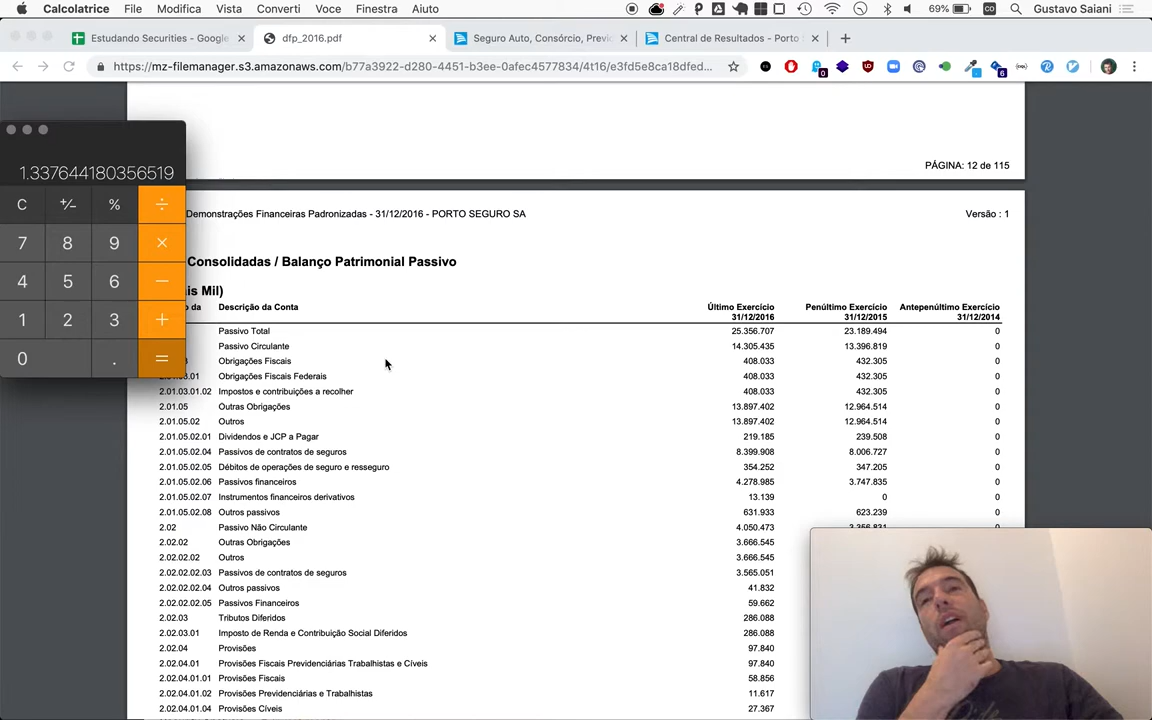 Calcolatrice File Modifica Vista Converti Voce Finestra Aiuto 69% Gustavo Saiani
Estudando Securities - Google dfp_2016.pdf Seguro Auto, Consórcio, Previ Central de Resultados - Porto
https://mz-filemanager.s3.amazonaws.com/b77a3922-d280-4451-b3ee-0afec4577834/4t16/e3fd5e8ca18dfed...
1.337644180356519
C +/- % ÷
7 8 9 ×
4 5 6 −
1 2 3 +
0 . =
PÁGINA: 12 de 115
Demonstrações Financeiras Padronizadas - 31/12/2016 - PORTO SEGURO SA Versão : 1
Consolidadas / Balanço Patrimonial Passivo
is Mil)
da Descrição da Conta Último Exercício 31/12/2016 Penúltimo Exercício 31/12/2015 Antepenúltimo Exercício 31/12/2014
Passivo Total 25.356.707 23.189.494 0
Passivo Circulante 14.305.435 13.396.819 0
3 Obrigações Fiscais 408.033 432.305 0
.03.01 Obrigações Fiscais Federais 408.033 432.305 0
2.01.03.01.02 Impostos e contribuições a recolher 408.033 432.305 0
2.01.05 Outras Obrigações 13.897.402 12.964.514 0
2.01.05.02 Outros 13.897.402 12.964.514 0
2.01.05.02.01 Dividendos e JCP a Pagar 219.185 239.508 0
2.01.05.02.04 Passivos de contratos de seguros 8.399.908 8.006.727 0
2.01.05.02.05 Débitos de operações de seguro e resseguro 354.252 347.205 0
2.01.05.02.06 Passivos financeiros 4.278.985 3.747.835 0
2.01.05.02.07 Instrumentos financeiros derivativos 13.139 0 0
2.01.05.02.08 Outros passivos 631.933 623.239 0
2.02 Passivo Não Circulante 4.050.473 3.356.831 0
2.02.02 Outras Obrigações 3.666.545
2.02.02.02 Outros 3.666.545
2.02.02.02.03 Passivos de contratos de seguros 3.565.051
2.02.02.02.04 Outros passivos 41.832
2.02.02.02.05 Passivos Financeiros 59.662
2.02.03 Tributos Diferidos 286.088
2.02.03.01 Imposto de Renda e Contribuição Social Diferidos 286.088
2.02.04 Provisões 97.840
2.02.04.01 Provisões Fiscais Previdenciárias Trabalhistas e Cíveis 97.840
2.02.04.01.01 Provisões Fiscais 58.856
2.02.04.01.02 Provisões Previdenciárias e Trabalhistas 11.617
2.02.04.01.04 Provisões Cíveis 27.367